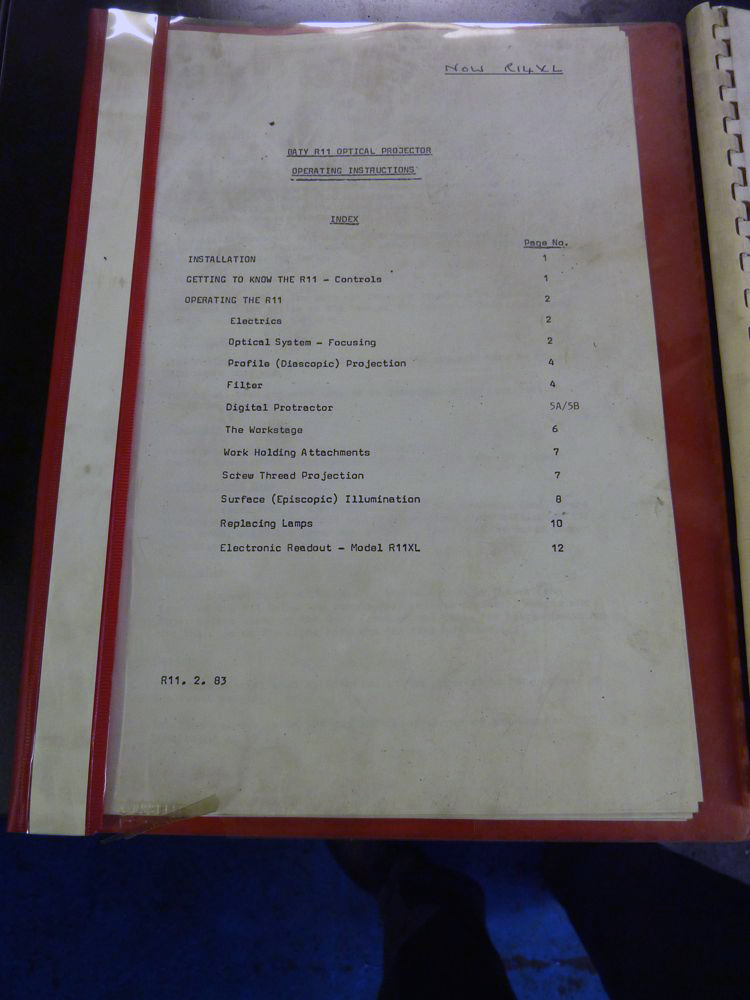 NOW R14XL
OATY R11 OPTICAL PROJECTOR
OPERATING INSTRUCTIONS
INDEX
Page No.
INSTALLATION 1
GETTING TO KNOW THE R11 - Controls 1
OPERATING THE R11 2
Electrics 2
Optical System - Focusing 2
Profile (Diascopic) Projection 4
Filter 4
Digital Protractor 5A/5B
The Workstage 6
Work Holding Attachments 7
Screw Thread Projection 7
Surface (Episcopic) Illumination 8
Replacing Lamps 10
Electronic Readout - Model R11XL 12
R11. 2. 83